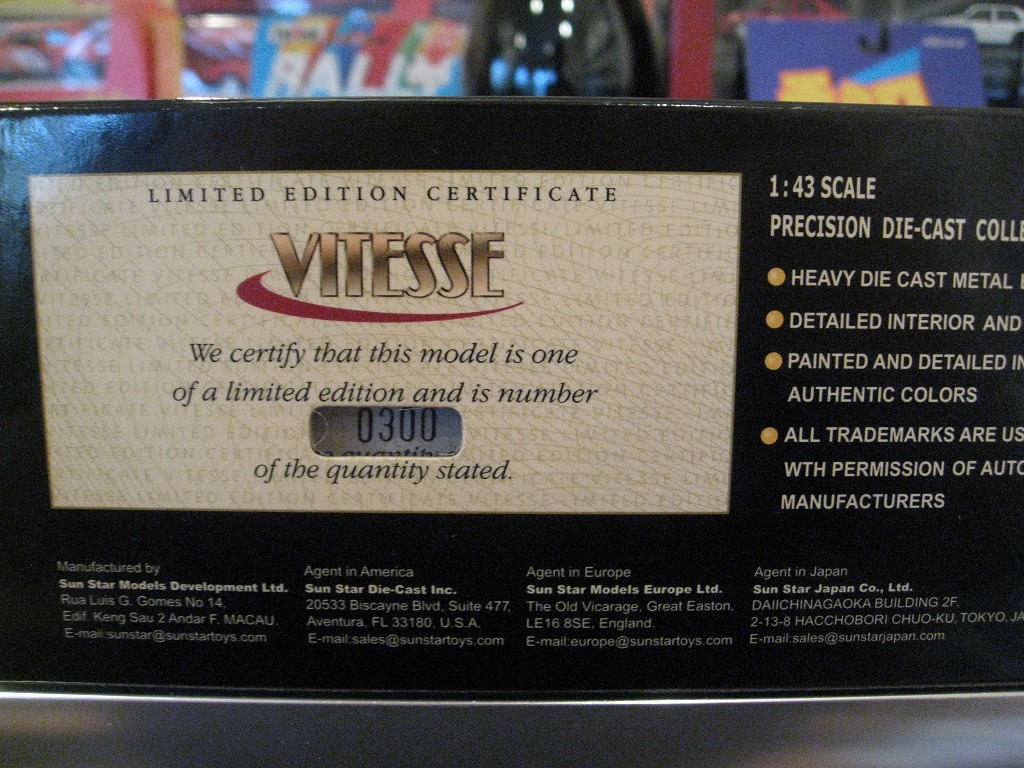 LIMITED EDITION CERTIFICATE
VITESSE
We certify that this model is one
of a limited edition and is number
0300
of the quantity stated.
1:43 SCALE
PRECISION DIE-CAST COLLE
HEAVY DIE CAST METAL
DETAILED INTERIOR AND
PAINTED AND DETAILED IN
AUTHENTIC COLORS
ALL TRADEMARKS ARE US
WTH PERMISSION OF AUTO
MANUFACTURERS
Manufactured by
Sun Star Models Development Ltd.
Rua Luis G. Gomes No 14,
Edif. Keng Sau 2 Andar F, MACAU.
E-mail:sunstar@sunstartoys.com
Agent in America
Sun Star Die-Cast Inc.
20533 Biscayne Blvd, Suite 477,
Aventura, FL 33180, U.S.A.
E-mail:sales@sunstartoys.com
Agent in Europe
Sun Star Models Europe Ltd.
The Old Vicarage, Great Easton,
LE16 8SE, England.
E-mail:europe@sunstartoys.com
Agent in Japan
Sun Star Japan Co., Ltd.
DAIICHINAGAOKA BUILDING 2F.
2-13-8 HACCHOBORI CHUO-KU, TOKYO, JA
E-mail:sales@sunstarjapan.com